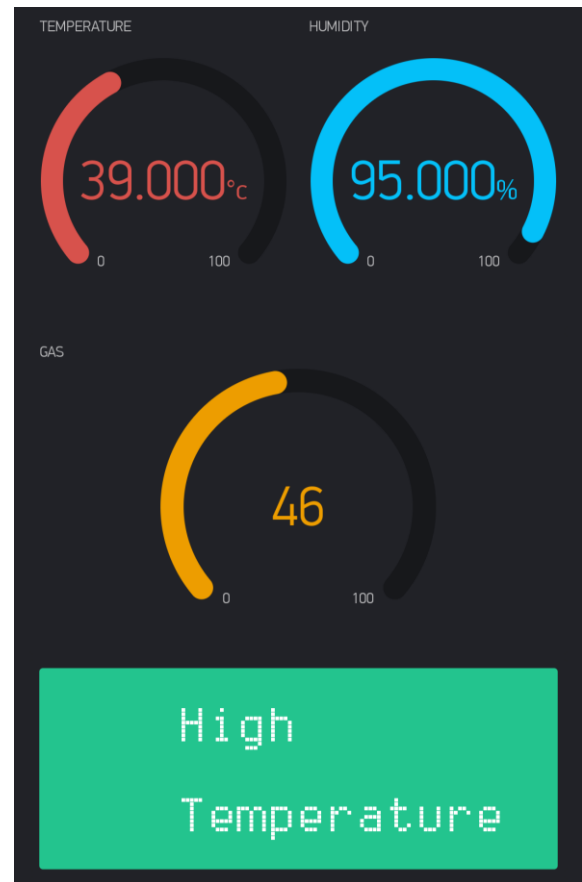 TEMPERATURE HUMIDITY
39.000°C 95.000%
0 100 0 100
GAS
46
0 100
High
Temperature